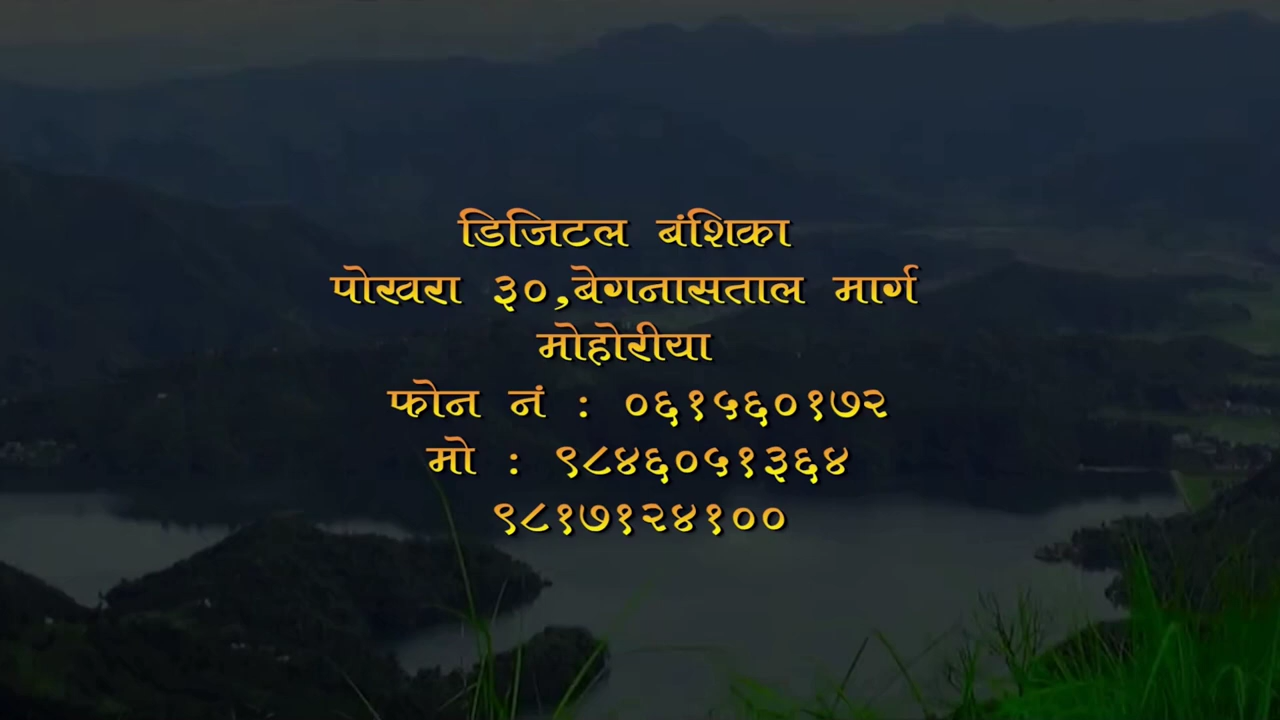 डिजिटल बंशिका
पोखरा ३०,बेगनासताल मार्ग
मोहोरीया
फोन नं : ०६१५६०१७२
मो : ९८४६०५१३६४
९८१७१२४१००